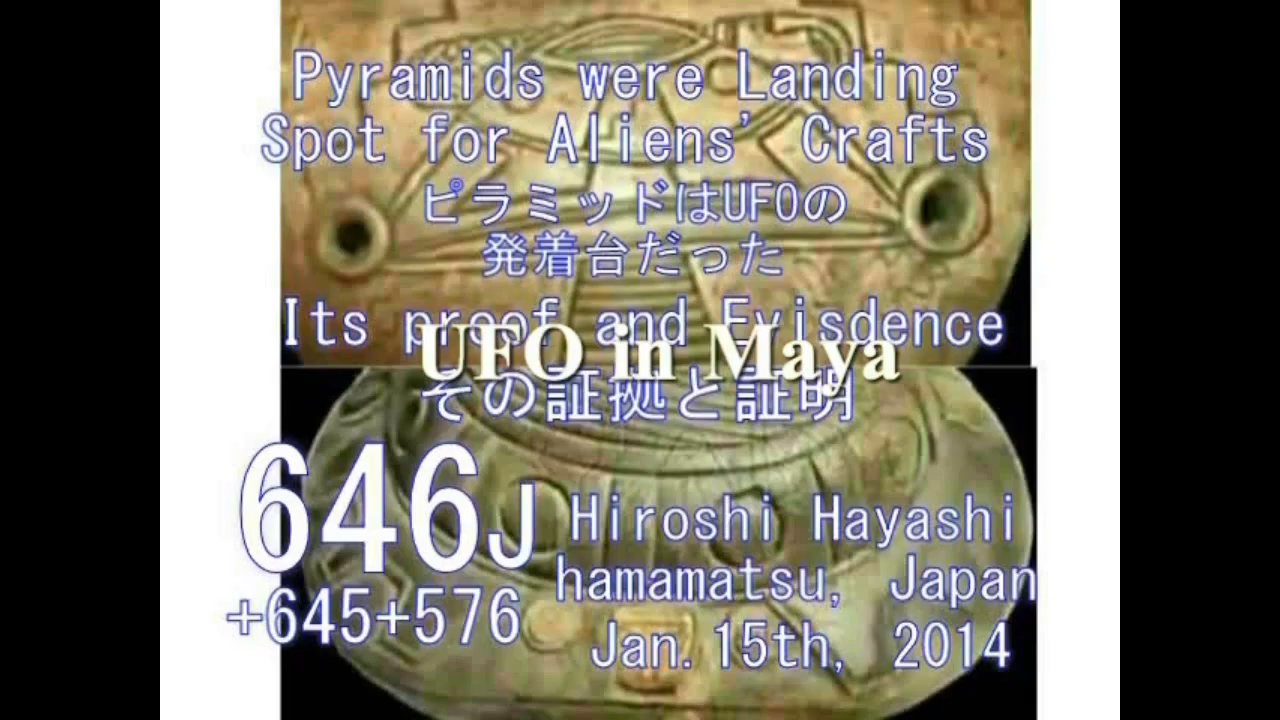 Pyramids were Landing
Spot for Aliens' Crafts
ピラミッドはUFOの
発着台だった
Its proof and Evisdence
UFO in Maya
その証拠と証明
646J
+645+576
Hiroshi Hayashi
hamamatsu, Japan
Jan.15th, 2014